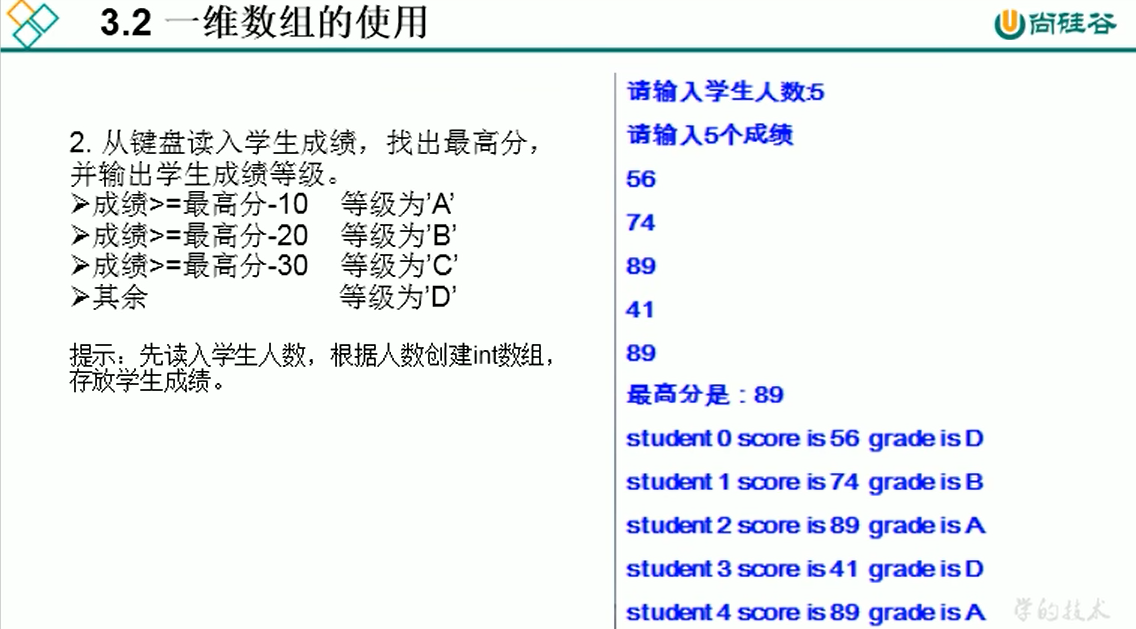 3.2 一维数组的使用
尚硅谷
2. 从键盘读入学生成绩，找出最高分，
并输出学生成绩等级。
➢成绩>=最高分-10 等级为’A’
➢成绩>=最高分-20 等级为’B’
➢成绩>=最高分-30 等级为’C’
➢其余 等级为’D’
提示：先读入学生人数，根据人数创建int数组，
存放学生成绩。
请输入学生人数:5
请输入5个成绩
56
74
89
41
89
最高分是：89
student 0 score is 56 grade is D
student 1 score is 74 grade is B
student 2 score is 89 grade is A
student 3 score is 41 grade is D
student 4 score is 89 grade is A
学的技术